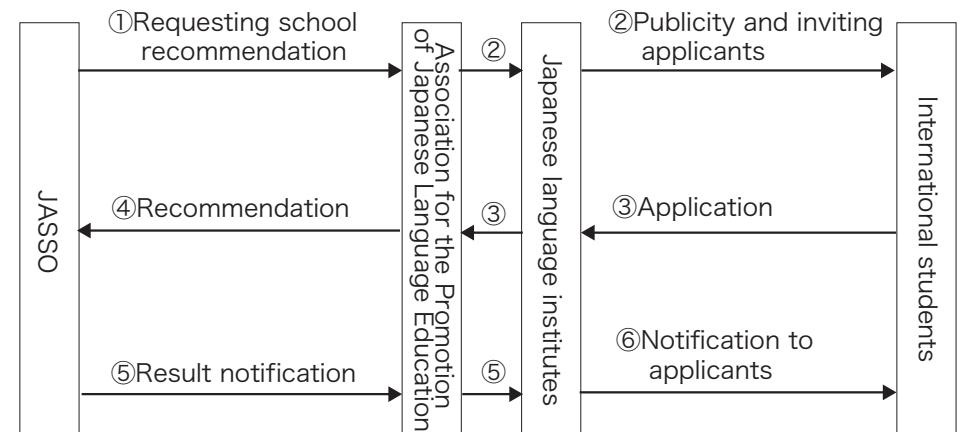 ①Requesting school
recommendation
②
②Publicity and inviting
applicants
JASSO
Association for the Promotion
of Japanese Language Education
Japanese language institutes
International students
④Recommendation
③
③Application
⑤Result notification
⑤
⑥Notification to
applicants